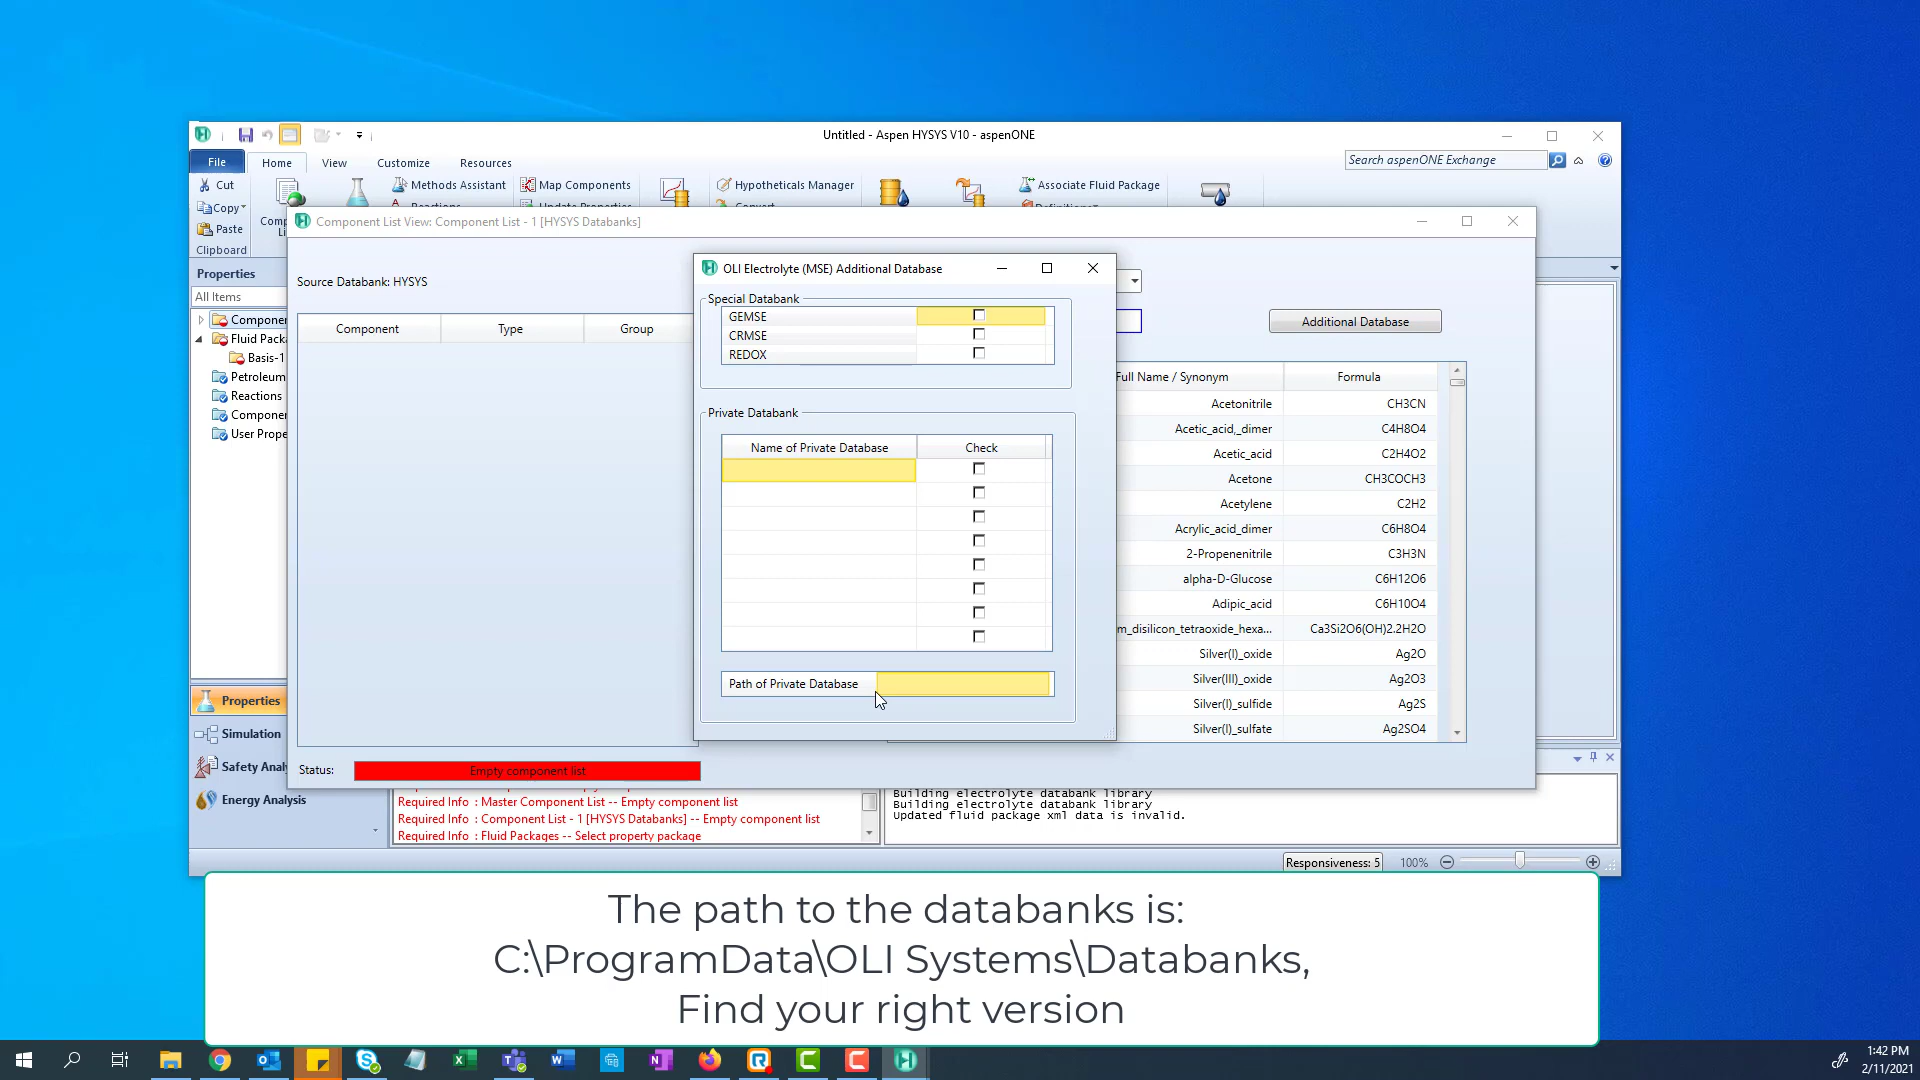 Untitled - Aspen HYSYS V10 - aspenONE
File
Home
View
Customize
Resources
Search aspenONE Exchange
Cut
Copy
Paste
Clipboard
Methods Assistant
Map Components
Hypotheticals Manager
Associate Fluid Package
Component List View: Component List - 1 [HYSYS Databanks]
Properties
All Items
Componen
Fluid Pack
Basis-1
Petroleum
Reactions
Compone
User Prope
Properties
Simulation
Safety Anal
Energy Analysis
Source Databank: HYSYS
Component Type Group
Status: Empty component list
OLI Electrolyte (MSE) Additional Database
Special Databank
GEMSE
CRMSE
REDOX
Private Databank
Name of Private Database Check
Path of Private Database
Additional Database
Full Name / Synonym Formula
Acetonitrile CH3CN
Acetic_acid,_dimer C4H8O4
Acetic_acid C2H4O2
Acetone CH3COCH3
Acetylene C2H2
Acrylic_acid_dimer C6H8O4
2-Propenenitrile C3H3N
alpha-D-Glucose C6H12O6
Adipic_acid C6H10O4
m_disilicon_tetraoxide_hexa... Ca3Si2O6(OH)2.2H2O
Silver(I)_oxide Ag2O
Silver(III)_oxide Ag2O3
Silver(I)_sulfide Ag2S
Silver(I)_sulfate Ag2SO4
Required Info : Master Component List -- Empty component list
Required Info : Component List - 1 [HYSYS Databanks] -- Empty component list
Required Info : Fluid Packages -- Select property package
Building electrolyte databank library
Building electrolyte databank library
Updated fluid package xml data is invalid.
Responsiveness: 5
100%
The path to the databanks is:
C:\ProgramData\OLI Systems\Databanks,
Find your right version
1:42 PM
2/11/2021